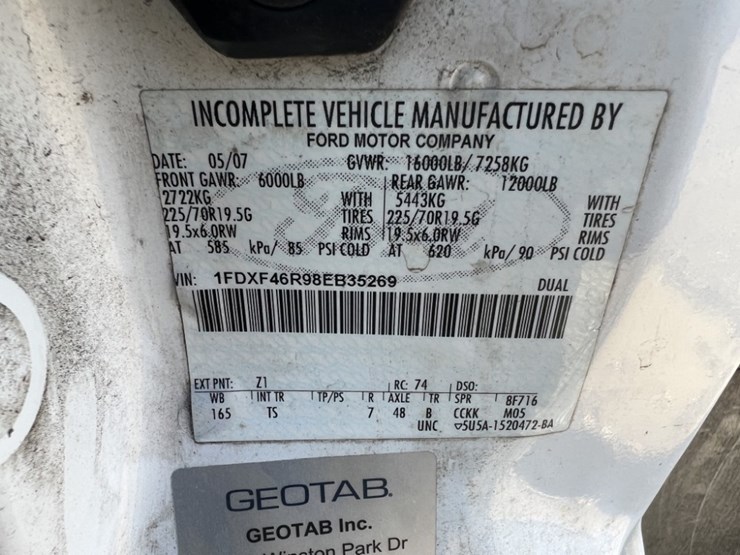 INCOMPLETE VEHICLE MANUFACTURED BY
FORD MOTOR COMPANY
DATE: 05/07 GVWR: 16000LB/7258KG
FRONT GAWR: 6000LB REAR GAWR: 12000LB
2722KG WITH 5443KG WITH
225/70R19.5G TIRES 225/70R19.5G TIRES
19.5x6.0RW RIMS 19.5x6.0RW RIMS
AT 585 kPa/ 85 PSI COLD AT 620 kPa/ 90 PSI COLD
VIN: 1FDXF46R98EB35269 DUAL
EXT PNT: Z1 RC: 74 DSO:
WB INT TR TP/PS R AXLE TR SPR 8F716
165 TS 7 48 B CCKK M05
UNC ▽5U5A-1520472-BA
GEOTAB.
GEOTAB Inc.
Winston Park Dr